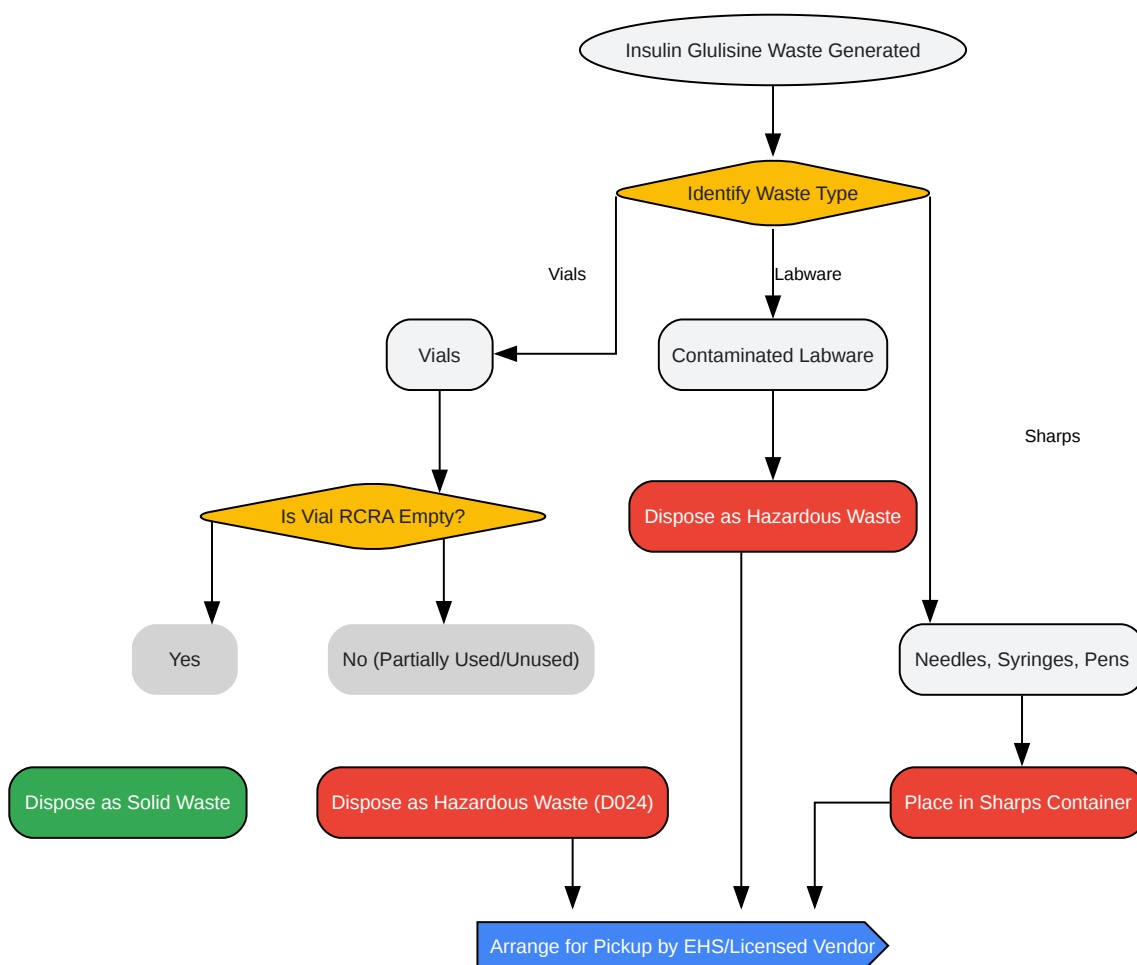 Insulin Glulisine Waste Generated
Identify Waste Type
Vials
Labware
Vials
Contaminated Labware
Sharps
Dispose as Hazardous Waste
Is Vial RCRA Empty?
Yes
No (Partially Used/Unused)
Needles, Syringes, Pens
Dispose as Solid Waste
Dispose as Hazardous Waste (D024)
Place in Sharps Container
Arrange for Pickup by EHS/Licensed Vendor